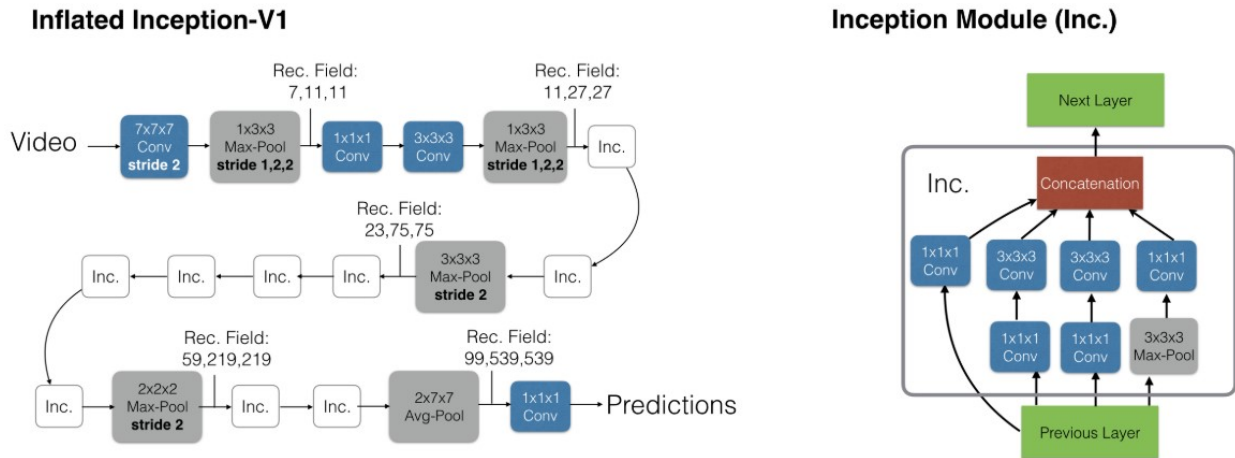 Inflated Inception-V1
Inception Module (Inc.)
Rec. Field:
7,11,11
Rec. Field:
11,27,27
Video
7x7x7
Conv
stride 2
1x3x3
Max-Pool
stride 1,2,2
1x1x1
Conv
3x3x3
Conv
1x3x3
Max-Pool
stride 1,2,2
Inc.
Rec. Field:
23,75,75
Inc.
Inc.
Inc.
Inc.
3x3x3
Max-Pool
stride 2
Inc.
Rec. Field:
59,219,219
Rec. Field:
99,539,539
Inc.
2x2x2
Max-Pool
stride 2
Inc.
Inc.
2x7x7
Avg-Pool
1x1x1
Conv
Predictions
Next Layer
Inc.
Concatenation
1x1x1
Conv
3x3x3
Conv
3x3x3
Conv
1x1x1
Conv
1x1x1
Conv
1x1x1
Conv
3x3x3
Max-Pool
Previous Layer